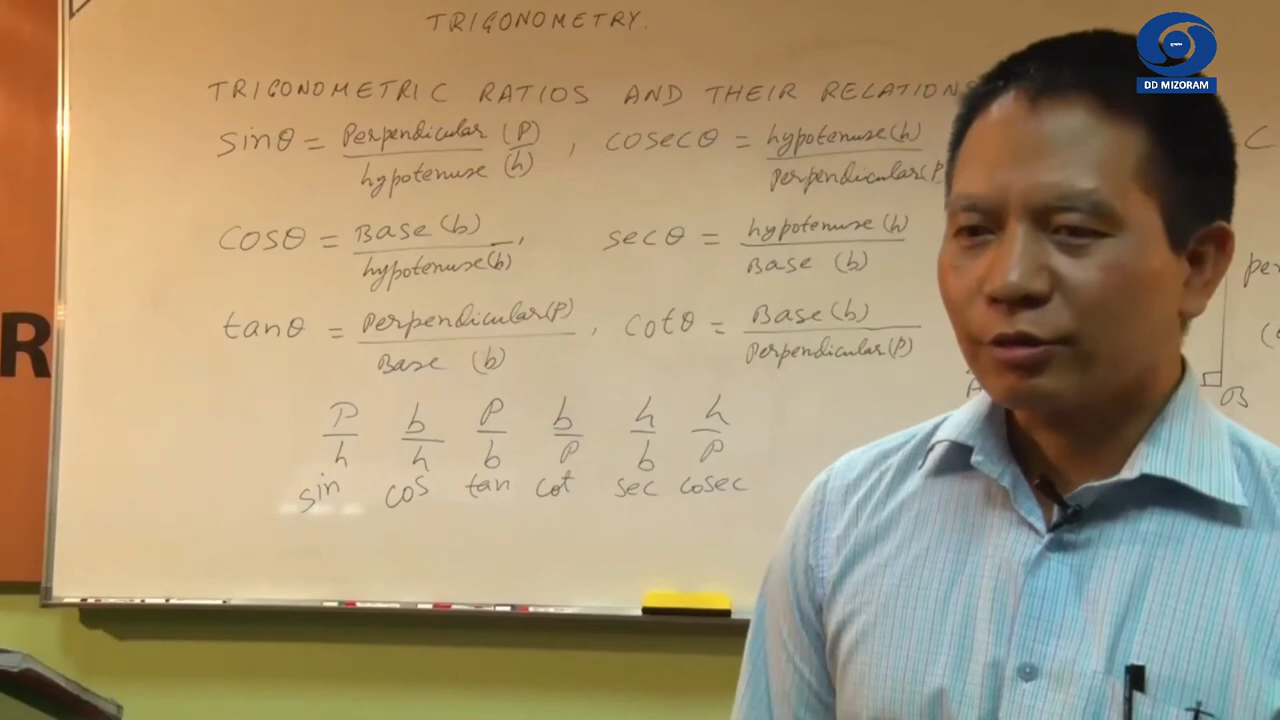 TRIGONOMETRY.
DD MIZORAM
TRIGONOMETRIC RATIOS AND THEIR RELATIONS
sinθ = Perpendicular (P) / hypotenuse (h) , cosecθ = hypotenuse(h) / Perpendicular(P
C
cosθ = Base (b) / hypotenuse(b) , secθ = hypotenuse (h) / Base (b)
per
tanθ = Perpendicular(P) / Base (b) , cotθ = Base (b) / Perpendicular(P)
R
B
P/h b/h P/b b/P h/b h/P
sin cos tan cot sec cosec